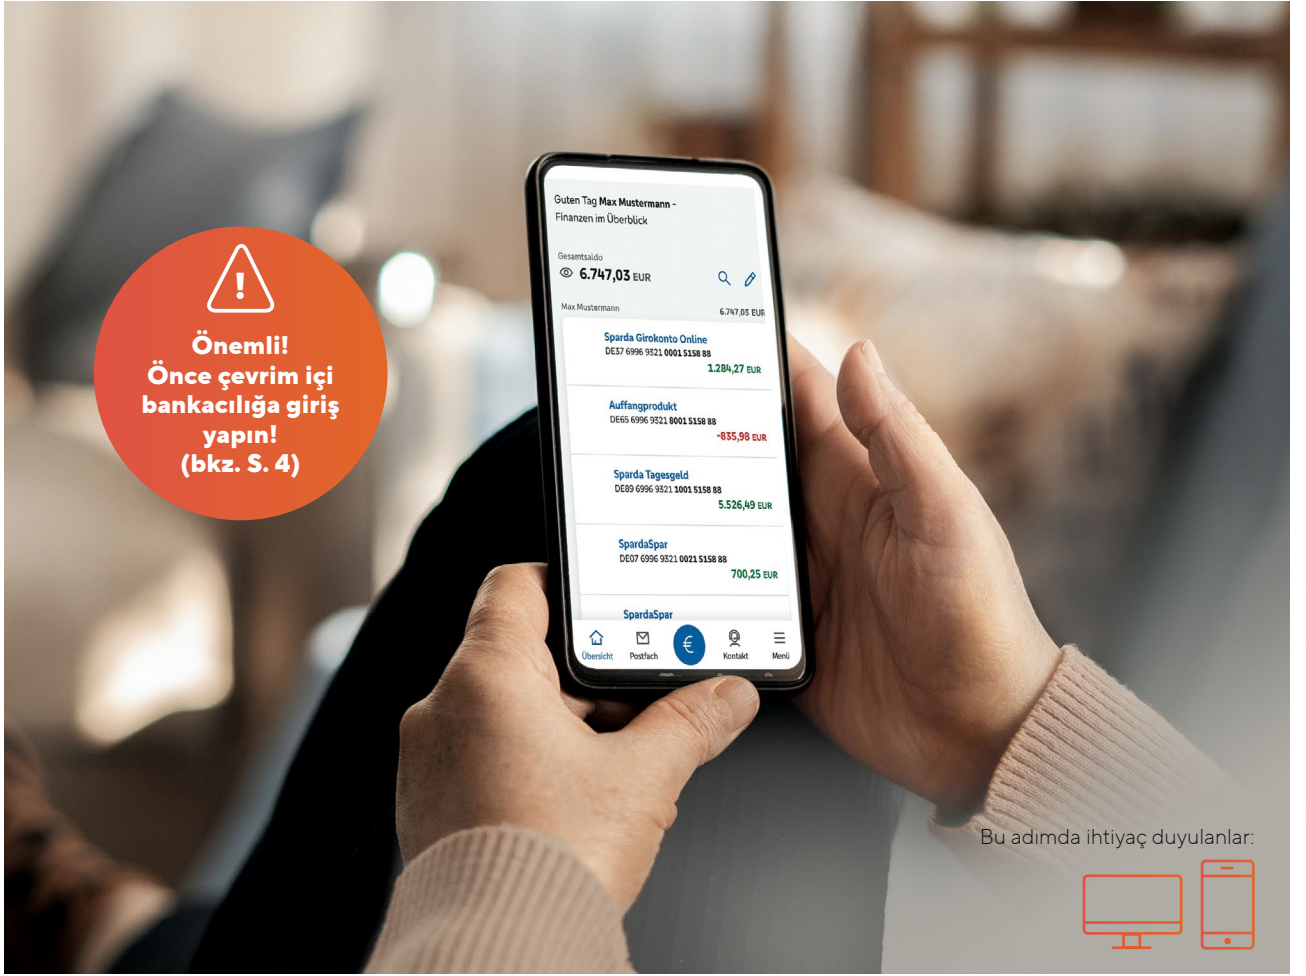 Guten Tag Max Mustermann -
Finanzen im Überblick
Gesamtsaldo
6.747,03 EUR
Max Mustermann 6.747,03 EUR
Sparda Girokonto Online
DE37 6996 9321 0001 5158 88
1.284,27 EUR
Auffangprodukt
DE65 6996 9321 8001 5158 88
-835,98 EUR
Sparda Tagesgeld
DE89 6996 9321 1001 5158 88
5.526,49 EUR
SpardaSpar
DE07 6996 9321 0021 5158 88
700,25 EUR
SpardaSpar
Übersicht Postfach € Kontakt Menü
!
Önemli!
Önce çevrim içi
bankacılığa giriş
yapın!
(bkz. S. 4)
Bu adımda ihtiyaç duyulanlar: